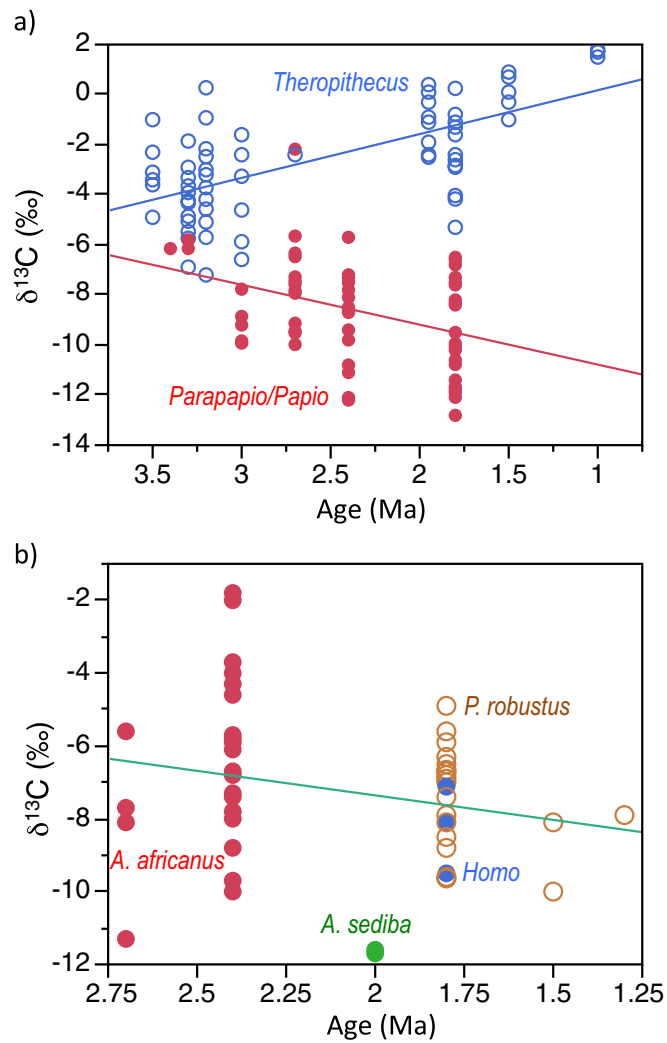 a)
2
0
-2
-4
-6
-8
-10
-12
-14
δ¹³C (‰)
Theropithecus
Parapapio/Papio
3.5 3 2.5 2 1.5 1
Age (Ma)
b)
-2
-4
-6
-8
-10
-12
δ¹³C (‰)
P. robustus
A. africanus
Homo
A. sediba
2.75 2.5 2.25 2 1.75 1.5 1.25
Age (Ma)